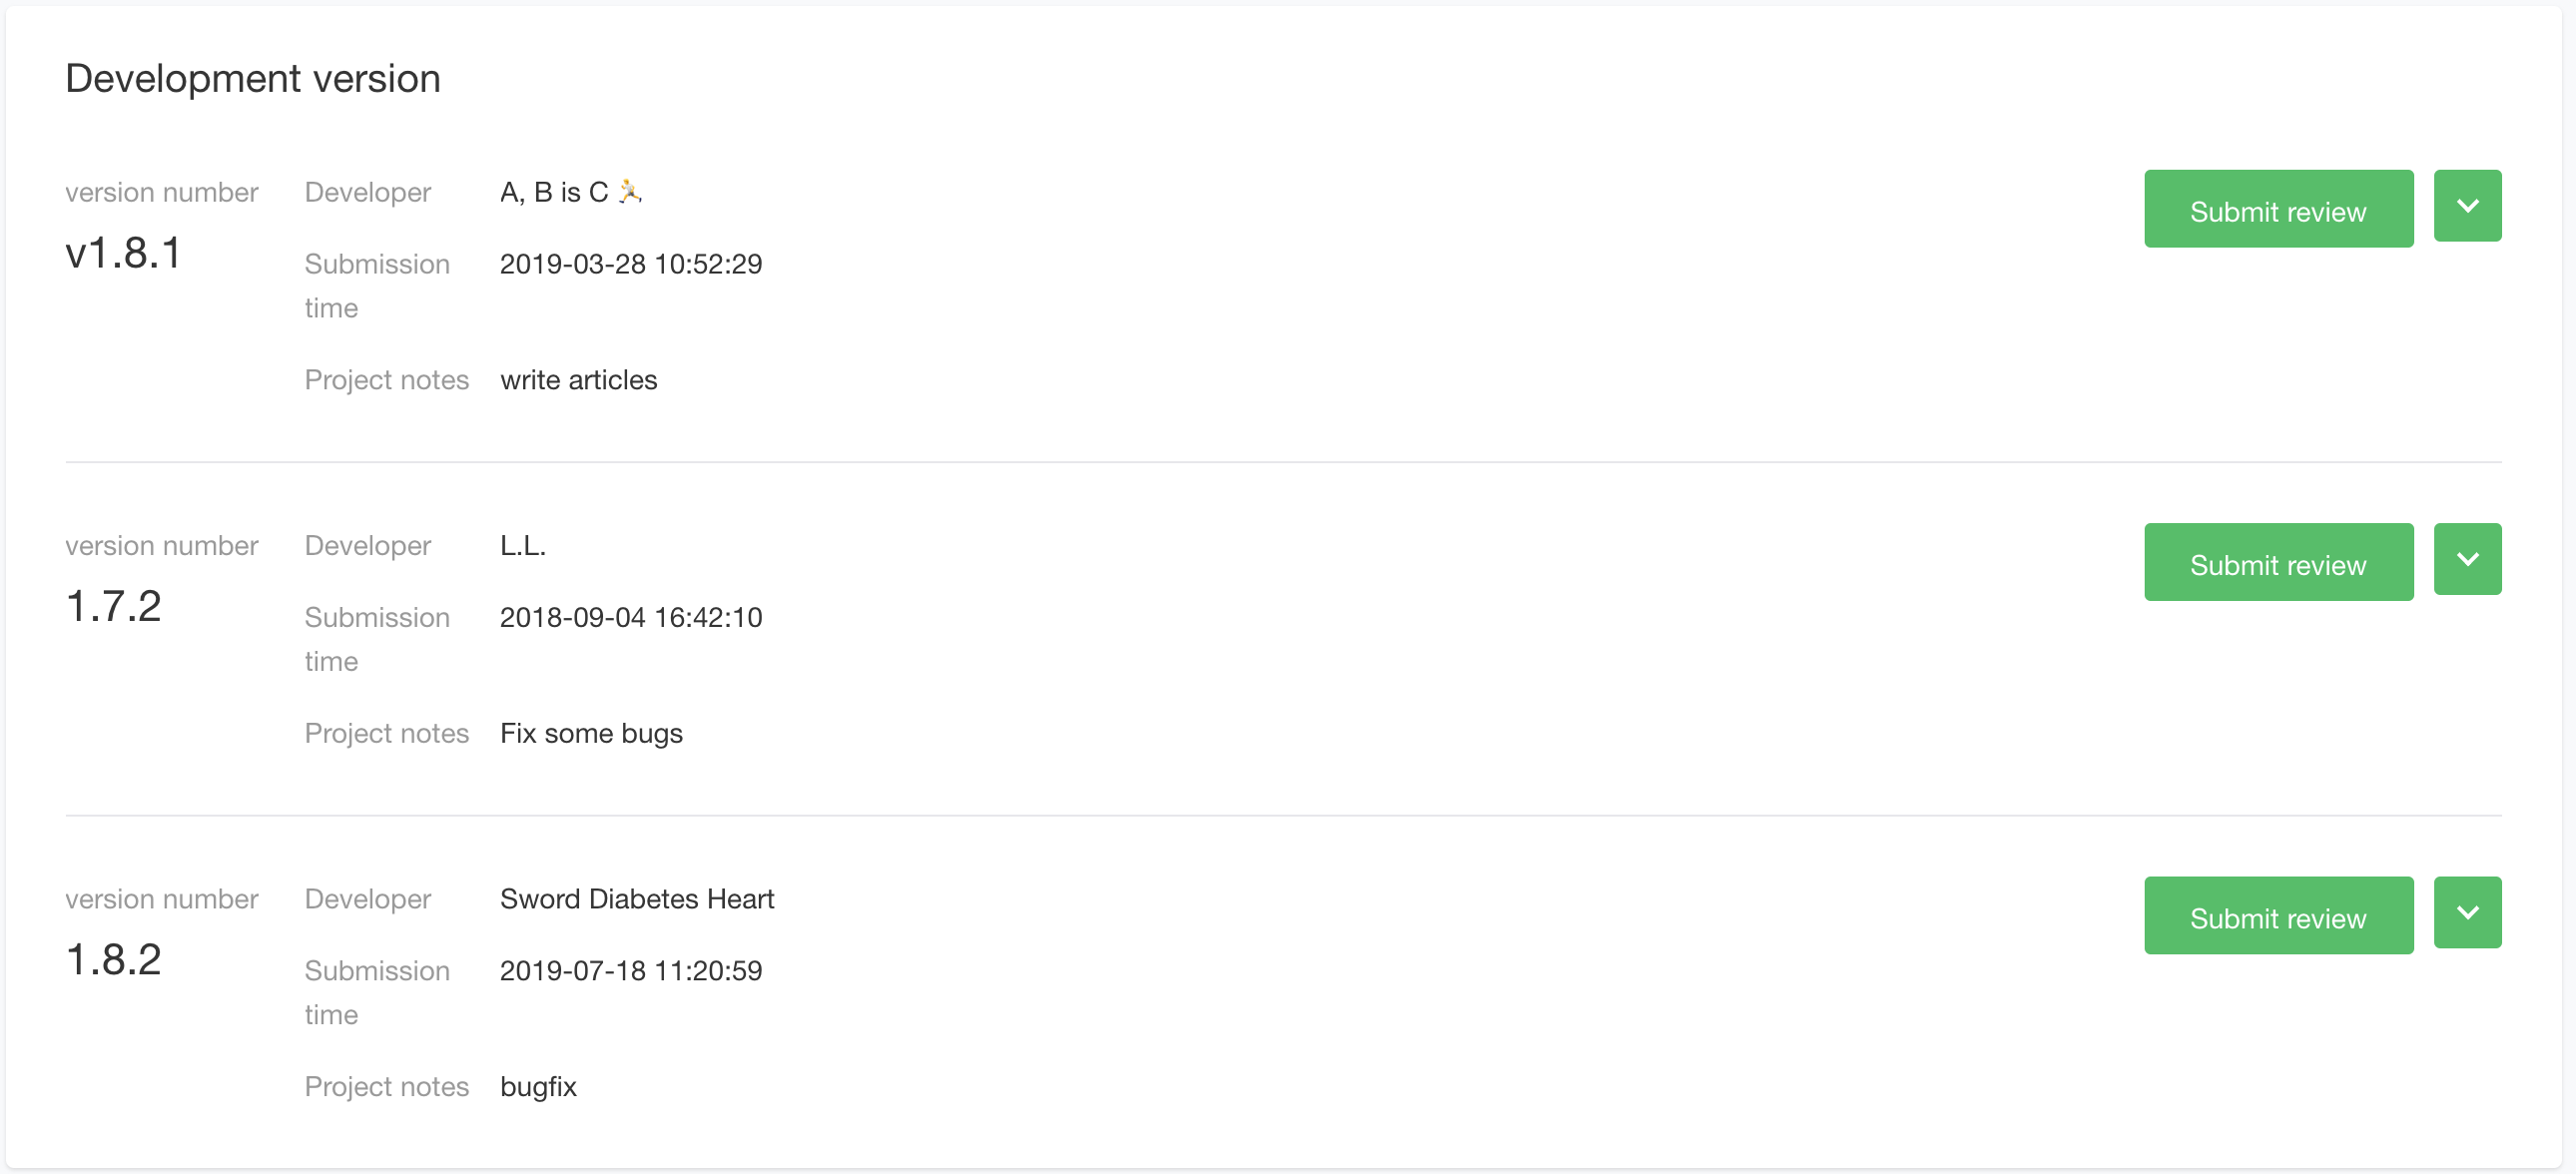 Development version
version number
v1.8.1
Developer A, B is C 🏃
Submission time 2019-03-28 10:52:29
Project notes write articles
Submit review
version number
1.7.2
Developer L.L.
Submission time 2018-09-04 16:42:10
Project notes Fix some bugs
Submit review
version number
1.8.2
Developer Sword Diabetes Heart
Submission time 2019-07-18 11:20:59
Project notes bugfix
Submit review